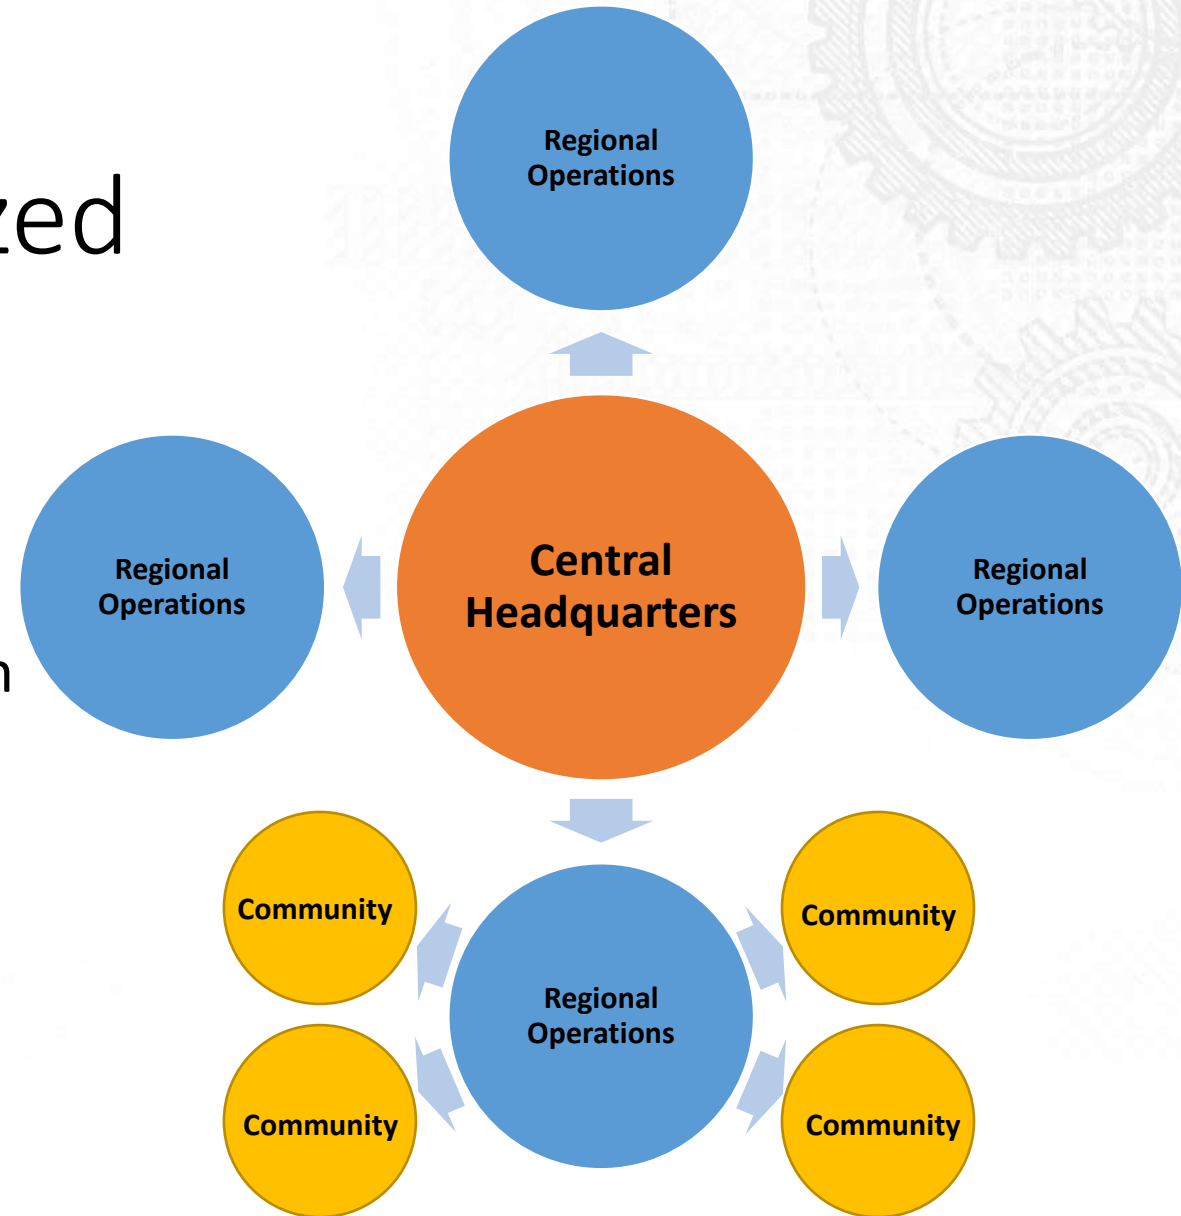 Regional
Operations
zed
Regional
Operations
Central
Headquarters
Regional
Operations
Community
Community
Regional
Operations
Community
Community